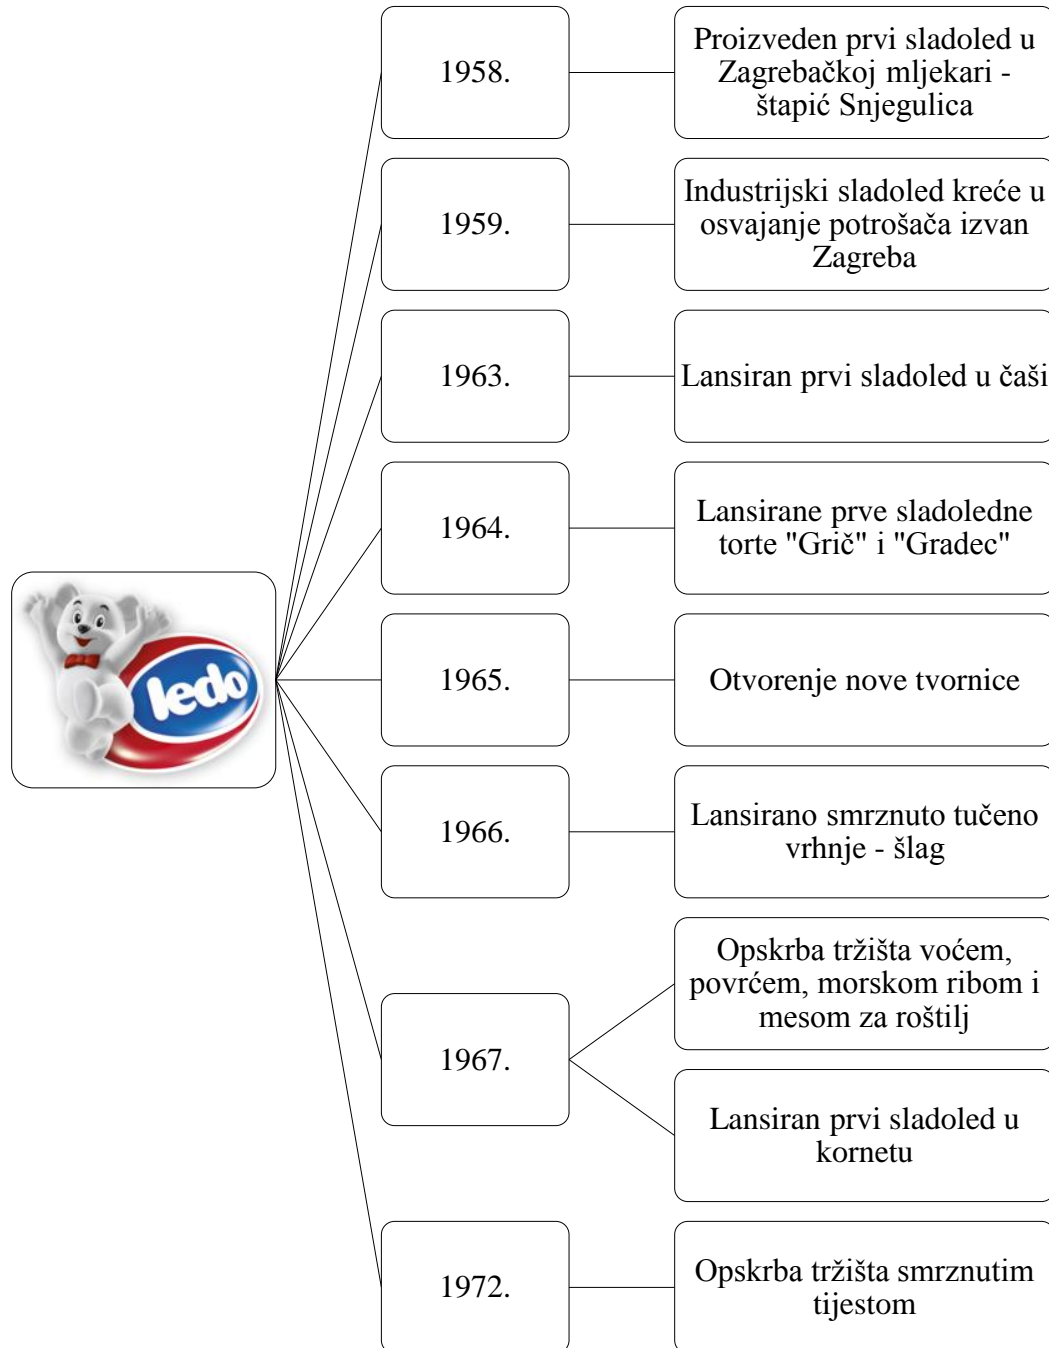 1958.
Proizveden prvi sladoled u
Zagrebačkoj mljekari -
štapić Snjegulica
1959.
Industrijski sladoled kreće u
osvajanje potrošača izvan
Zagreba
1963.
Lansiran prvi sladoled u čaši
1964.
Lansirane prve sladoledne
torte "Grič" i "Gradec"
ledo
1965.
Otvorenje nove tvornice
1966.
Lansirano smrznuto tučeno
vrhnje - šlag
1967.
Opskrba tržišta voćem,
povrćem, morskom ribom i
mesom za roštilj
Lansiran prvi sladoled u
kornetu
1972.
Opskrba tržišta smrznutim
tijestom